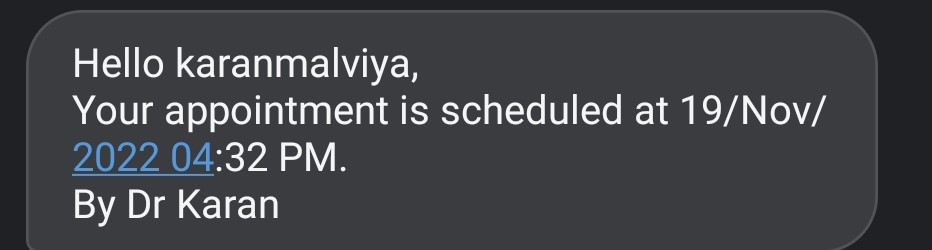 Hello karanmalviya,
Your appointment is scheduled at 19/Nov/
2022 04:32 PM.
By Dr Karan